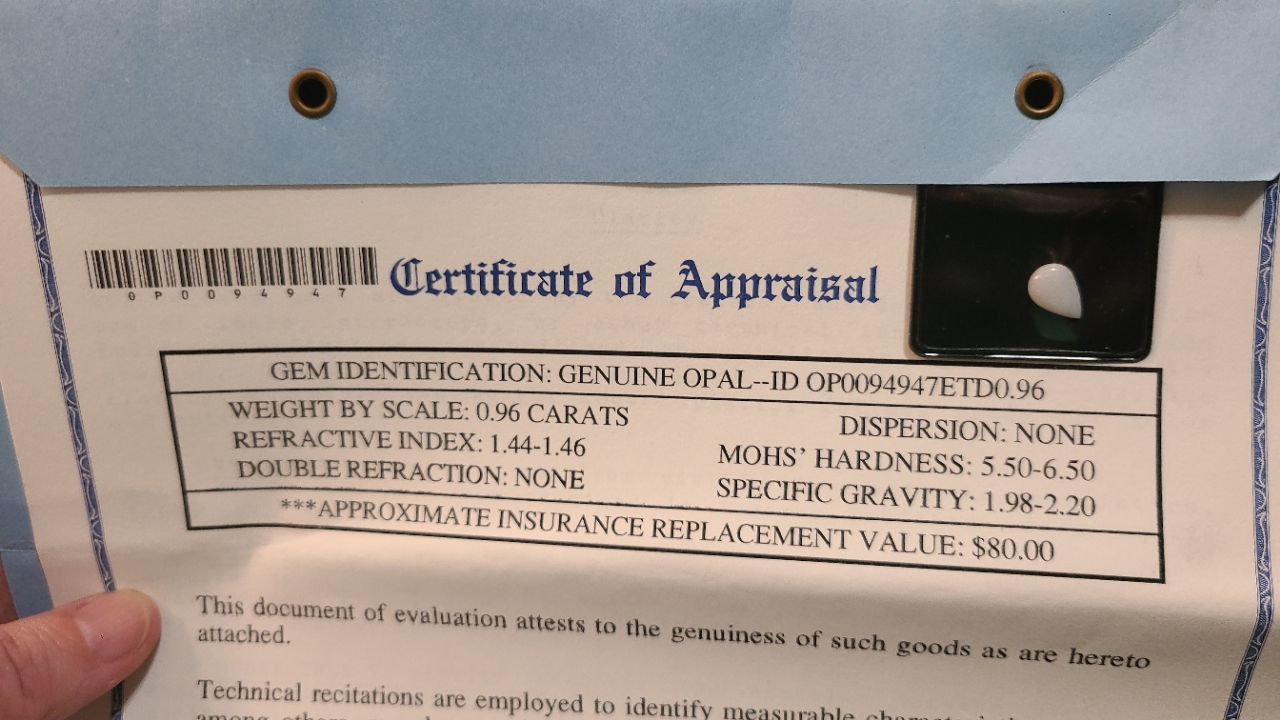 0P0094947
Certificate of Appraisal
GEM IDENTIFICATION: GENUINE OPAL--ID OP0094947ETD0.96
WEIGHT BY SCALE: 0.96 CARATS
REFRACTIVE INDEX: 1.44-1.46
DOUBLE REFRACTION: NONE
DISPERSION: NONE
MOHS' HARDNESS: 5.50-6.50
SPECIFIC GRAVITY: 1.98-2.20
***APPROXIMATE INSURANCE REPLACEMENT VALUE: $80.00
This document of evaluation attests to the genuiness of such goods as are hereto
attached.
Technical recitations are employed to identify measurable
among others